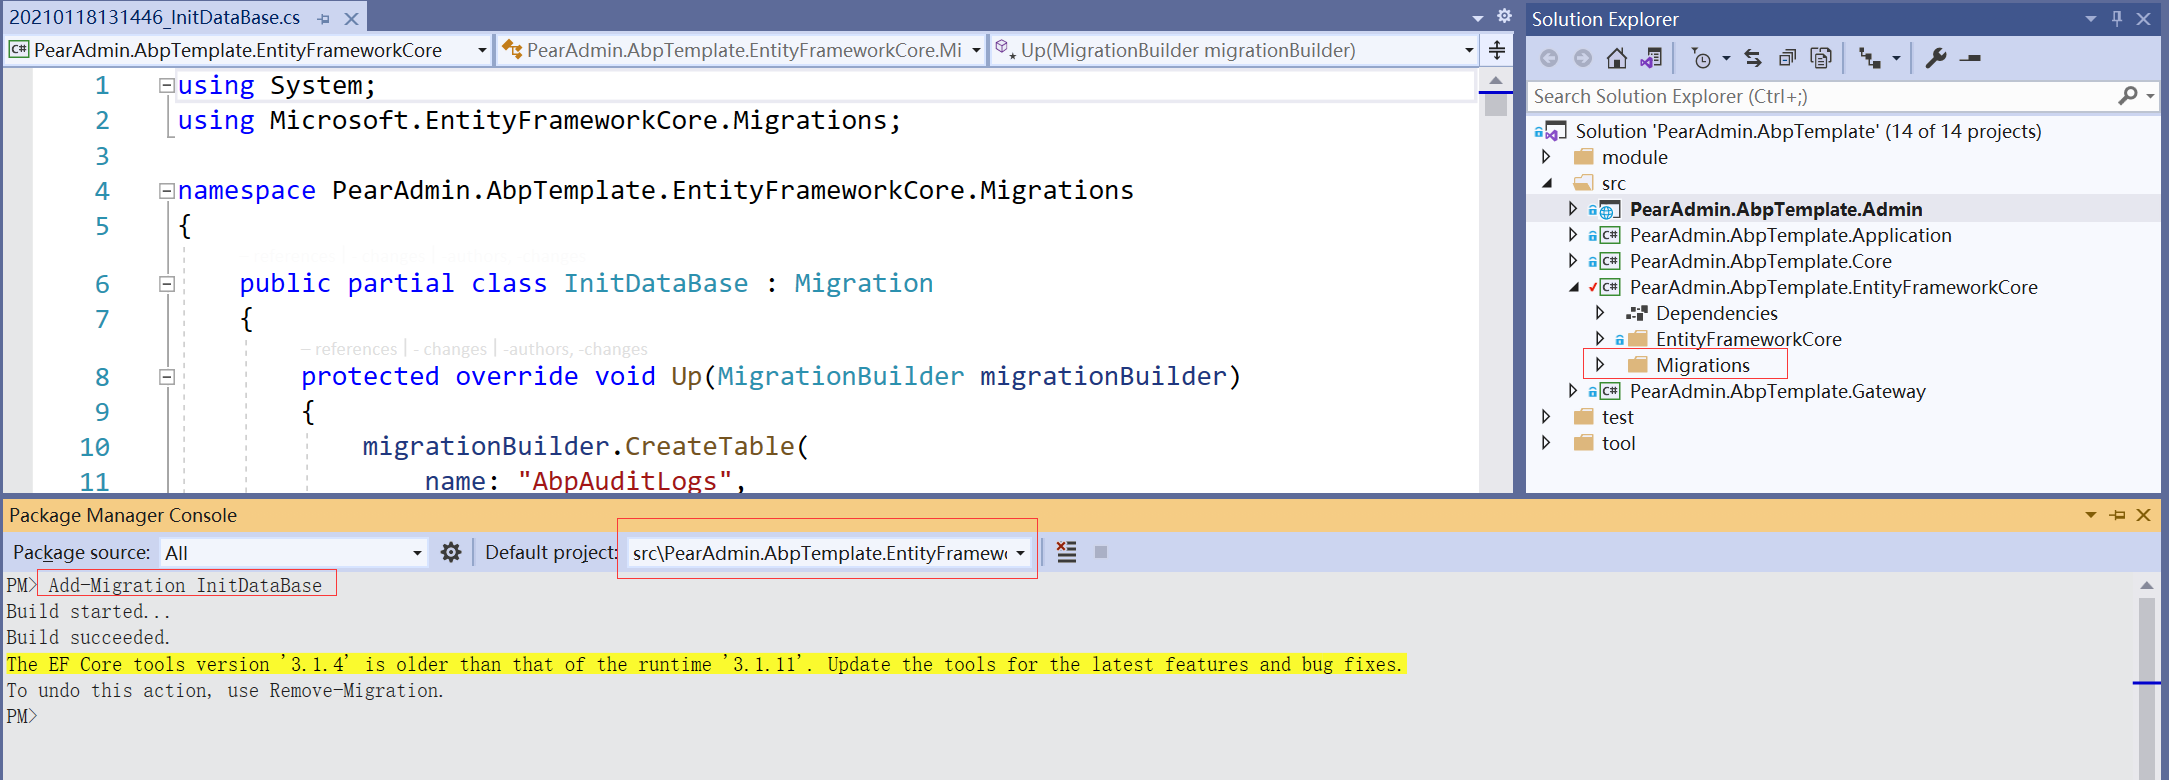 20210118131446_InitDataBase.cs
PearAdmin.AbpTemplate.EntityFrameworkCore
PearAdmin.AbpTemplate.EntityFrameworkCore.Mi
Up(MigrationBuilder migrationBuilder)
1 using System;
2 using Microsoft.EntityFrameworkCore.Migrations;
3
4 namespace PearAdmin.AbpTemplate.EntityFrameworkCore.Migrations
5 {
6 public partial class InitDataBase : Migration
7 {
– references | - changes | -authors, -changes
8 protected override void Up(MigrationBuilder migrationBuilder)
9 {
10 migrationBuilder.CreateTable(
11 name: "AbpAuditLogs",
Solution Explorer
Search Solution Explorer (Ctrl+;)
Solution 'PearAdmin.AbpTemplate' (14 of 14 projects)
module
src
PearAdmin.AbpTemplate.Admin
C# PearAdmin.AbpTemplate.Application
C# PearAdmin.AbpTemplate.Core
C# PearAdmin.AbpTemplate.EntityFrameworkCore
Dependencies
EntityFrameworkCore
Migrations
C# PearAdmin.AbpTemplate.Gateway
test
tool
Package Manager Console
Package source: All
Default project: src\PearAdmin.AbpTemplate.EntityFramew
PM> Add-Migration InitDataBase
Build started...
Build succeeded.
The EF Core tools version '3.1.4' is older than that of the runtime '3.1.11'. Update the tools for the latest features and bug fixes.
To undo this action, use Remove-Migration.
PM>